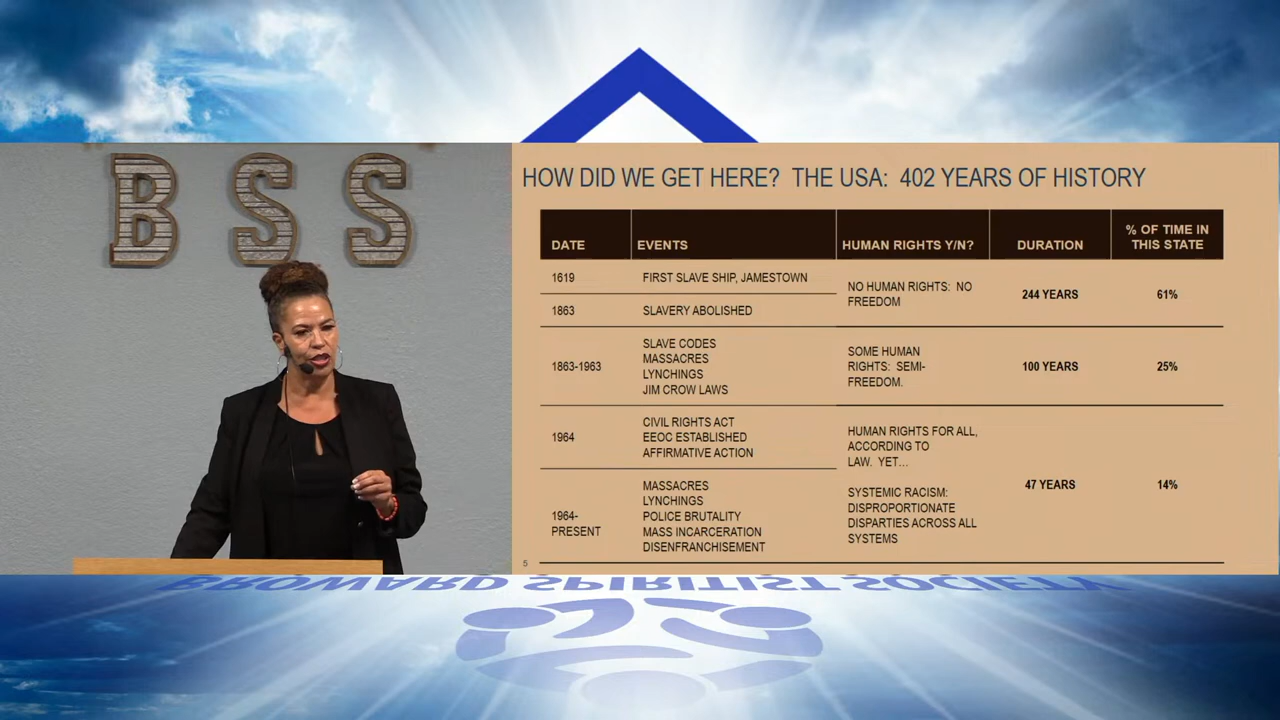 B S S
HOW DID WE GET HERE? THE USA: 402 YEARS OF HISTORY
DATE EVENTS HUMAN RIGHTS Y/N? DURATION % OF TIME IN
THIS STATE
1619 FIRST SLAVE SHIP, JAMESTOWN
NO HUMAN RIGHTS: NO
FREEDOM
244 YEARS 61%
1863 SLAVERY ABOLISHED
1863-1963
SLAVE CODES
MASSACRES
LYNCHINGS
JIM CROW LAWS
SOME HUMAN
RIGHTS: SEMI-
FREEDOM.
100 YEARS 25%
1964
CIVIL RIGHTS ACT
EEOC ESTABLISHED
AFFIRMATIVE ACTION
HUMAN RIGHTS FOR ALL,
ACCORDING TO
LAW. YET...
47 YEARS 14%
1964-
PRESENT
MASSACRES
LYNCHINGS
POLICE BRUTALITY
MASS INCARCERATION
DISENFRANCHISEMENT
SYSTEMIC RACISM:
DISPROPORTIONATE
DISPARTIES ACROSS ALL
SYSTEMS
5
BROWARD SPIRITIST SOCIETY